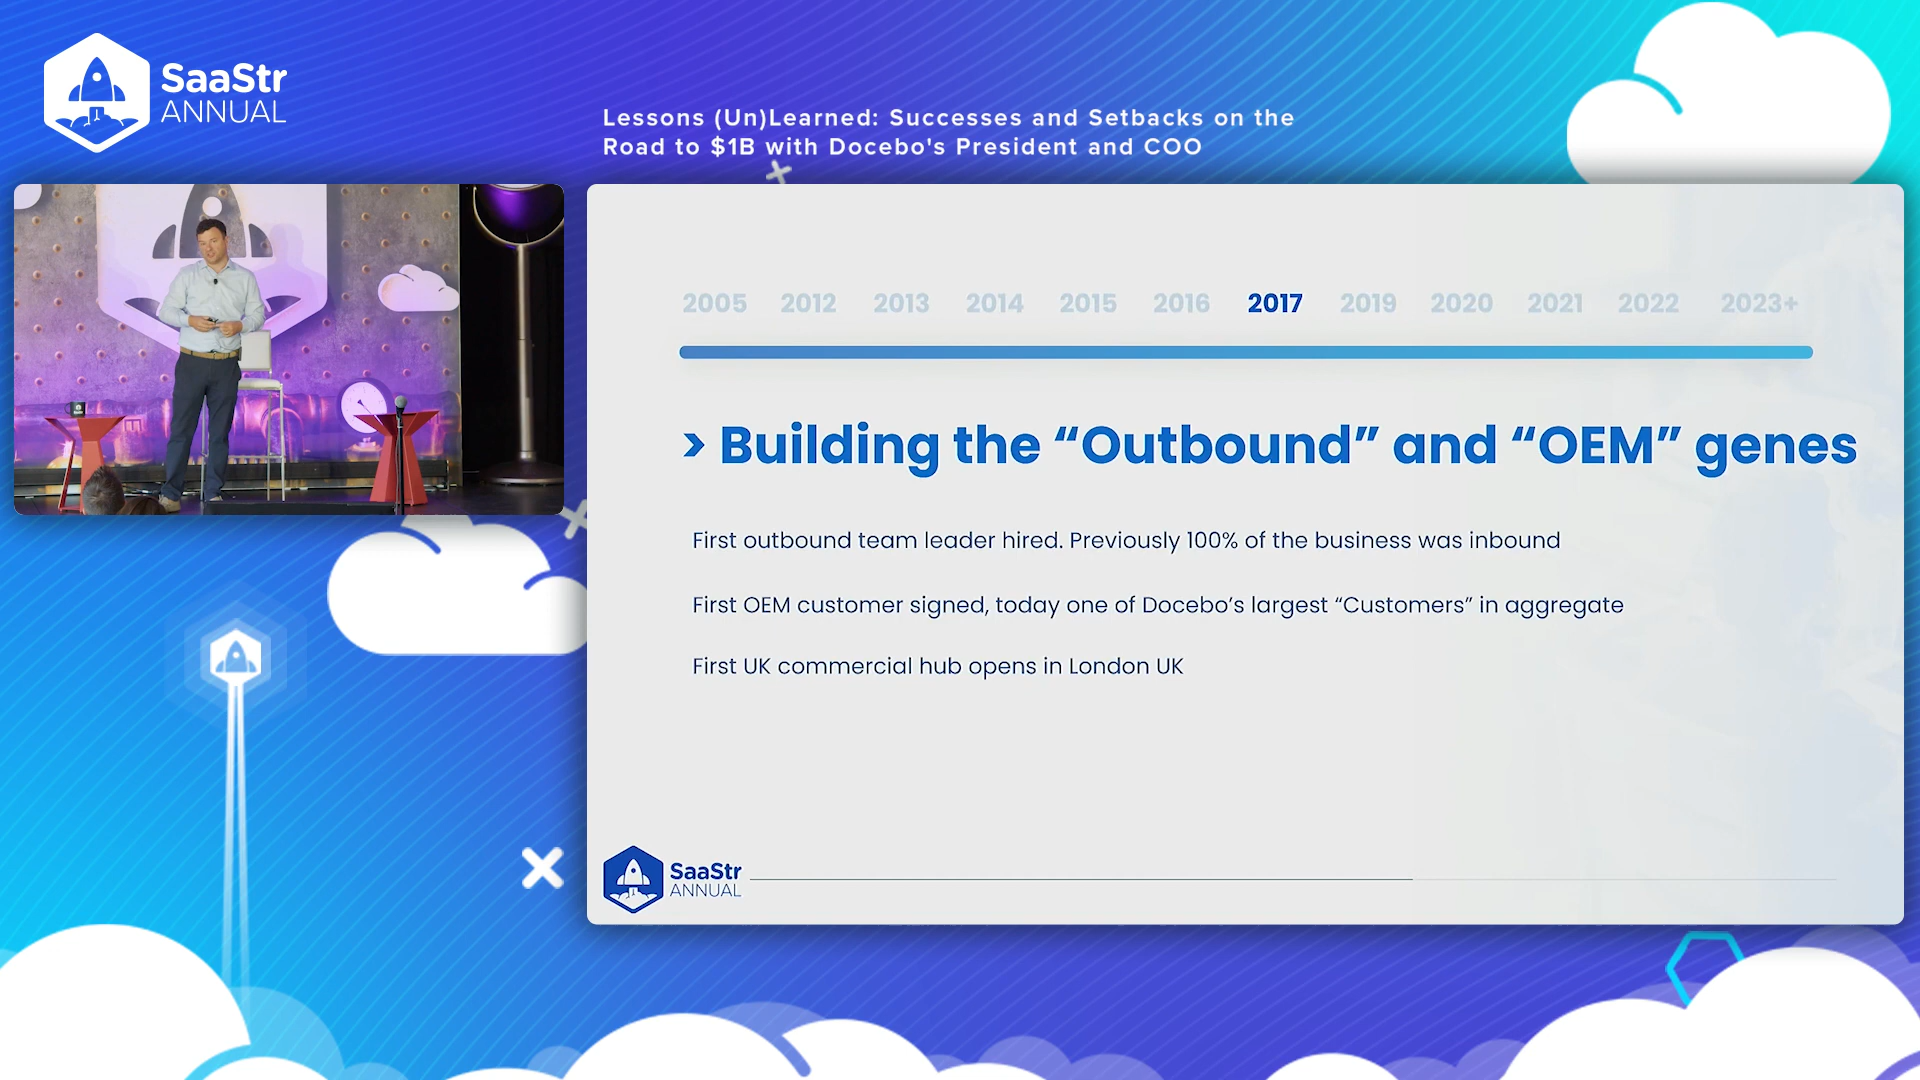 SaaStr
ANNUAL
Lessons (Un)Learned: Successes and Setbacks on the
Road to $1B with Docebo's President and COO
2005 2012 2013 2014 2015 2016 2017 2019 2020 2021 2022 2023+
> Building the “Outbound” and “OEM” genes
First outbound team leader hired. Previously 100% of the business was inbound
First OEM customer signed, today one of Docebo’s largest “Customers” in aggregate
First UK commercial hub opens in London UK
SaaStr
ANNUAL